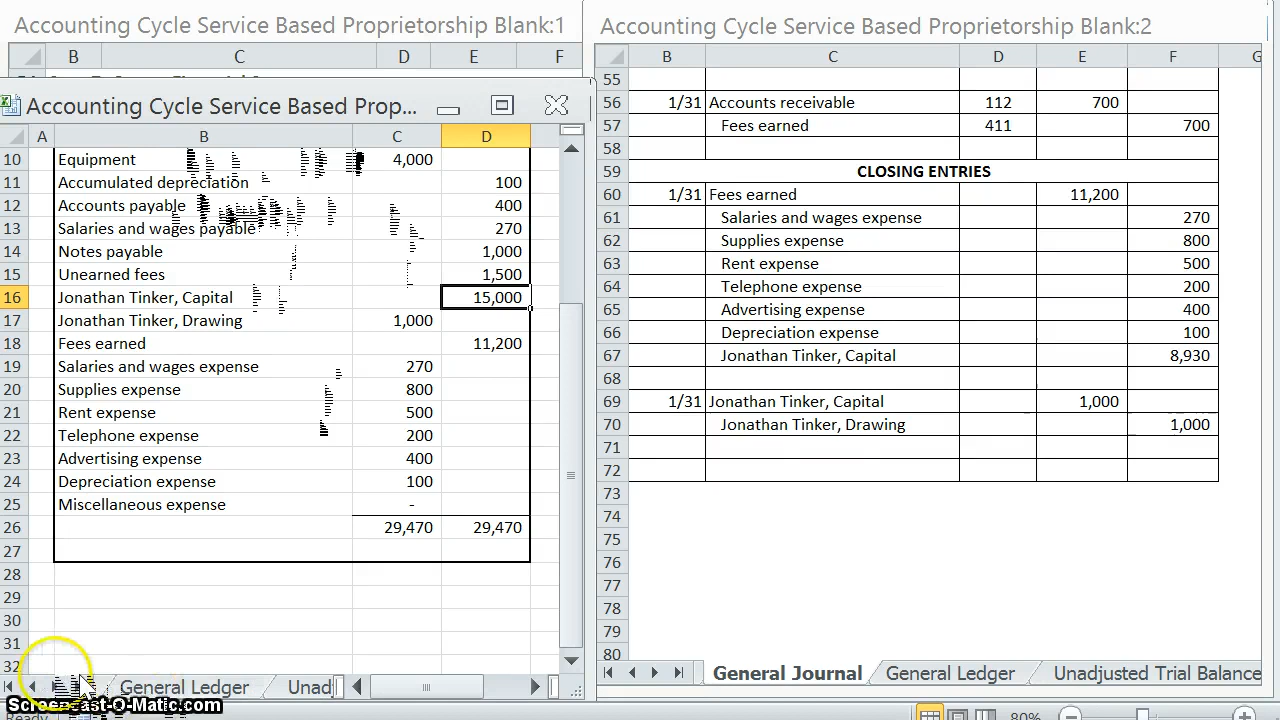 Accounting Cycle Service Based Proprietorship Blank:1
B C D E F
Accounting Cycle Service Based Prop...
A B C D
10 Equipment 4,000
11 Accumulated depreciation 100
12 Accounts payable 400
13 Salaries and wages payable 270
14 Notes payable 1,000
15 Unearned fees 1,500
16 Jonathan Tinker, Capital 15,000
17 Jonathan Tinker, Drawing 1,000
18 Fees earned 11,200
19 Salaries and wages expense 270
20 Supplies expense 800
21 Rent expense 500
22 Telephone expense 200
23 Advertising expense 400
24 Depreciation expense 100
25 Miscellaneous expense -
26 29,470 29,470
27
28
29
30
31
32
General Ledger Unad
Screencast-O-Matic.com
Ready
Accounting Cycle Service Based Proprietorship Blank:2
B C D E F G
55
56 1/31 Accounts receivable 112 700
57 Fees earned 411 700
58
59 CLOSING ENTRIES
60 1/31 Fees earned 11,200
61 Salaries and wages expense 270
62 Supplies expense 800
63 Rent expense 500
64 Telephone expense 200
65 Advertising expense 400
66 Depreciation expense 100
67 Jonathan Tinker, Capital 8,930
68
69 1/31 Jonathan Tinker, Capital 1,000
70 Jonathan Tinker, Drawing 1,000
71
72
73
74
75
76
77
78
79
80
General Journal General Ledger Unadjusted Trial Balance
80%